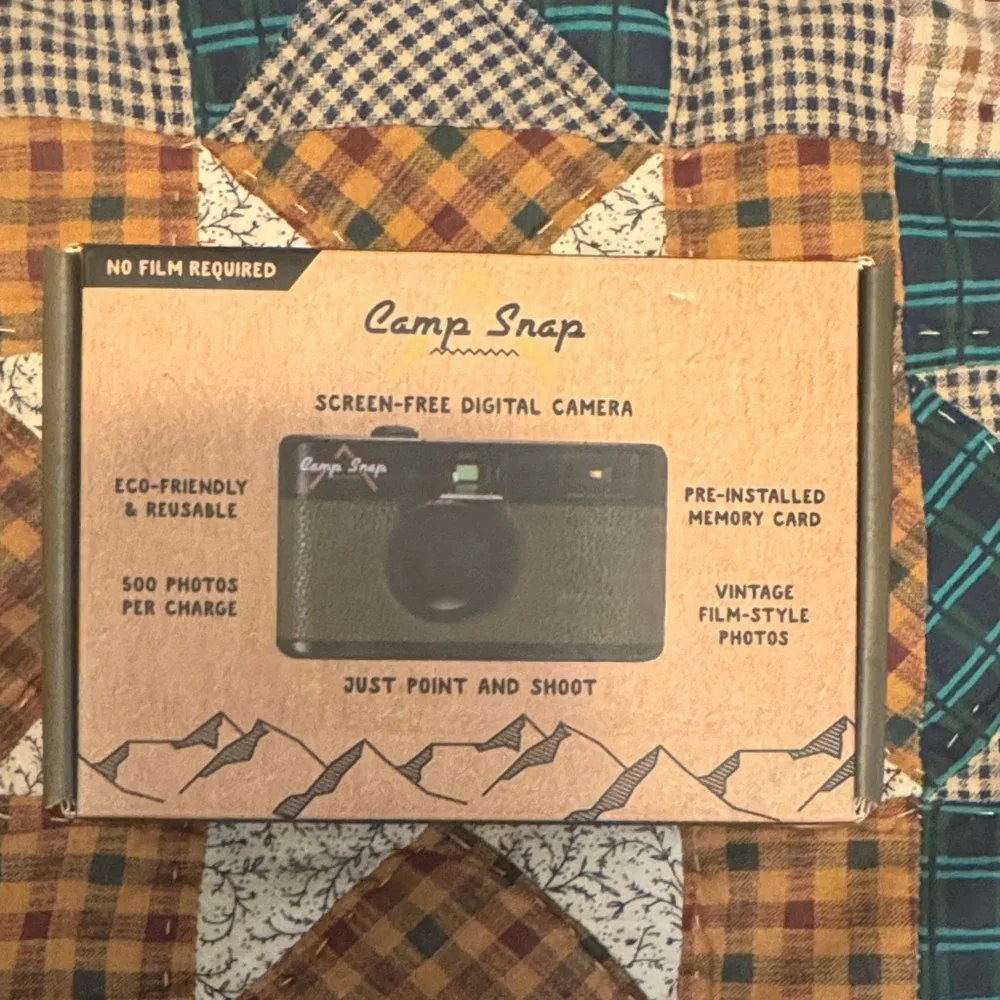 NO FILM REQUIRED
Camp Snap
SCREEN-FREE DIGITAL CAMERA
Camp Snap
ECO-FRIENDLY
& REUSABLE
500 PHOTOS
PER CHARGE
PRE-INSTALLED
MEMORY CARD
VINTAGE
FILM-STYLE
PHOTOS
JUST POINT AND SHOOT